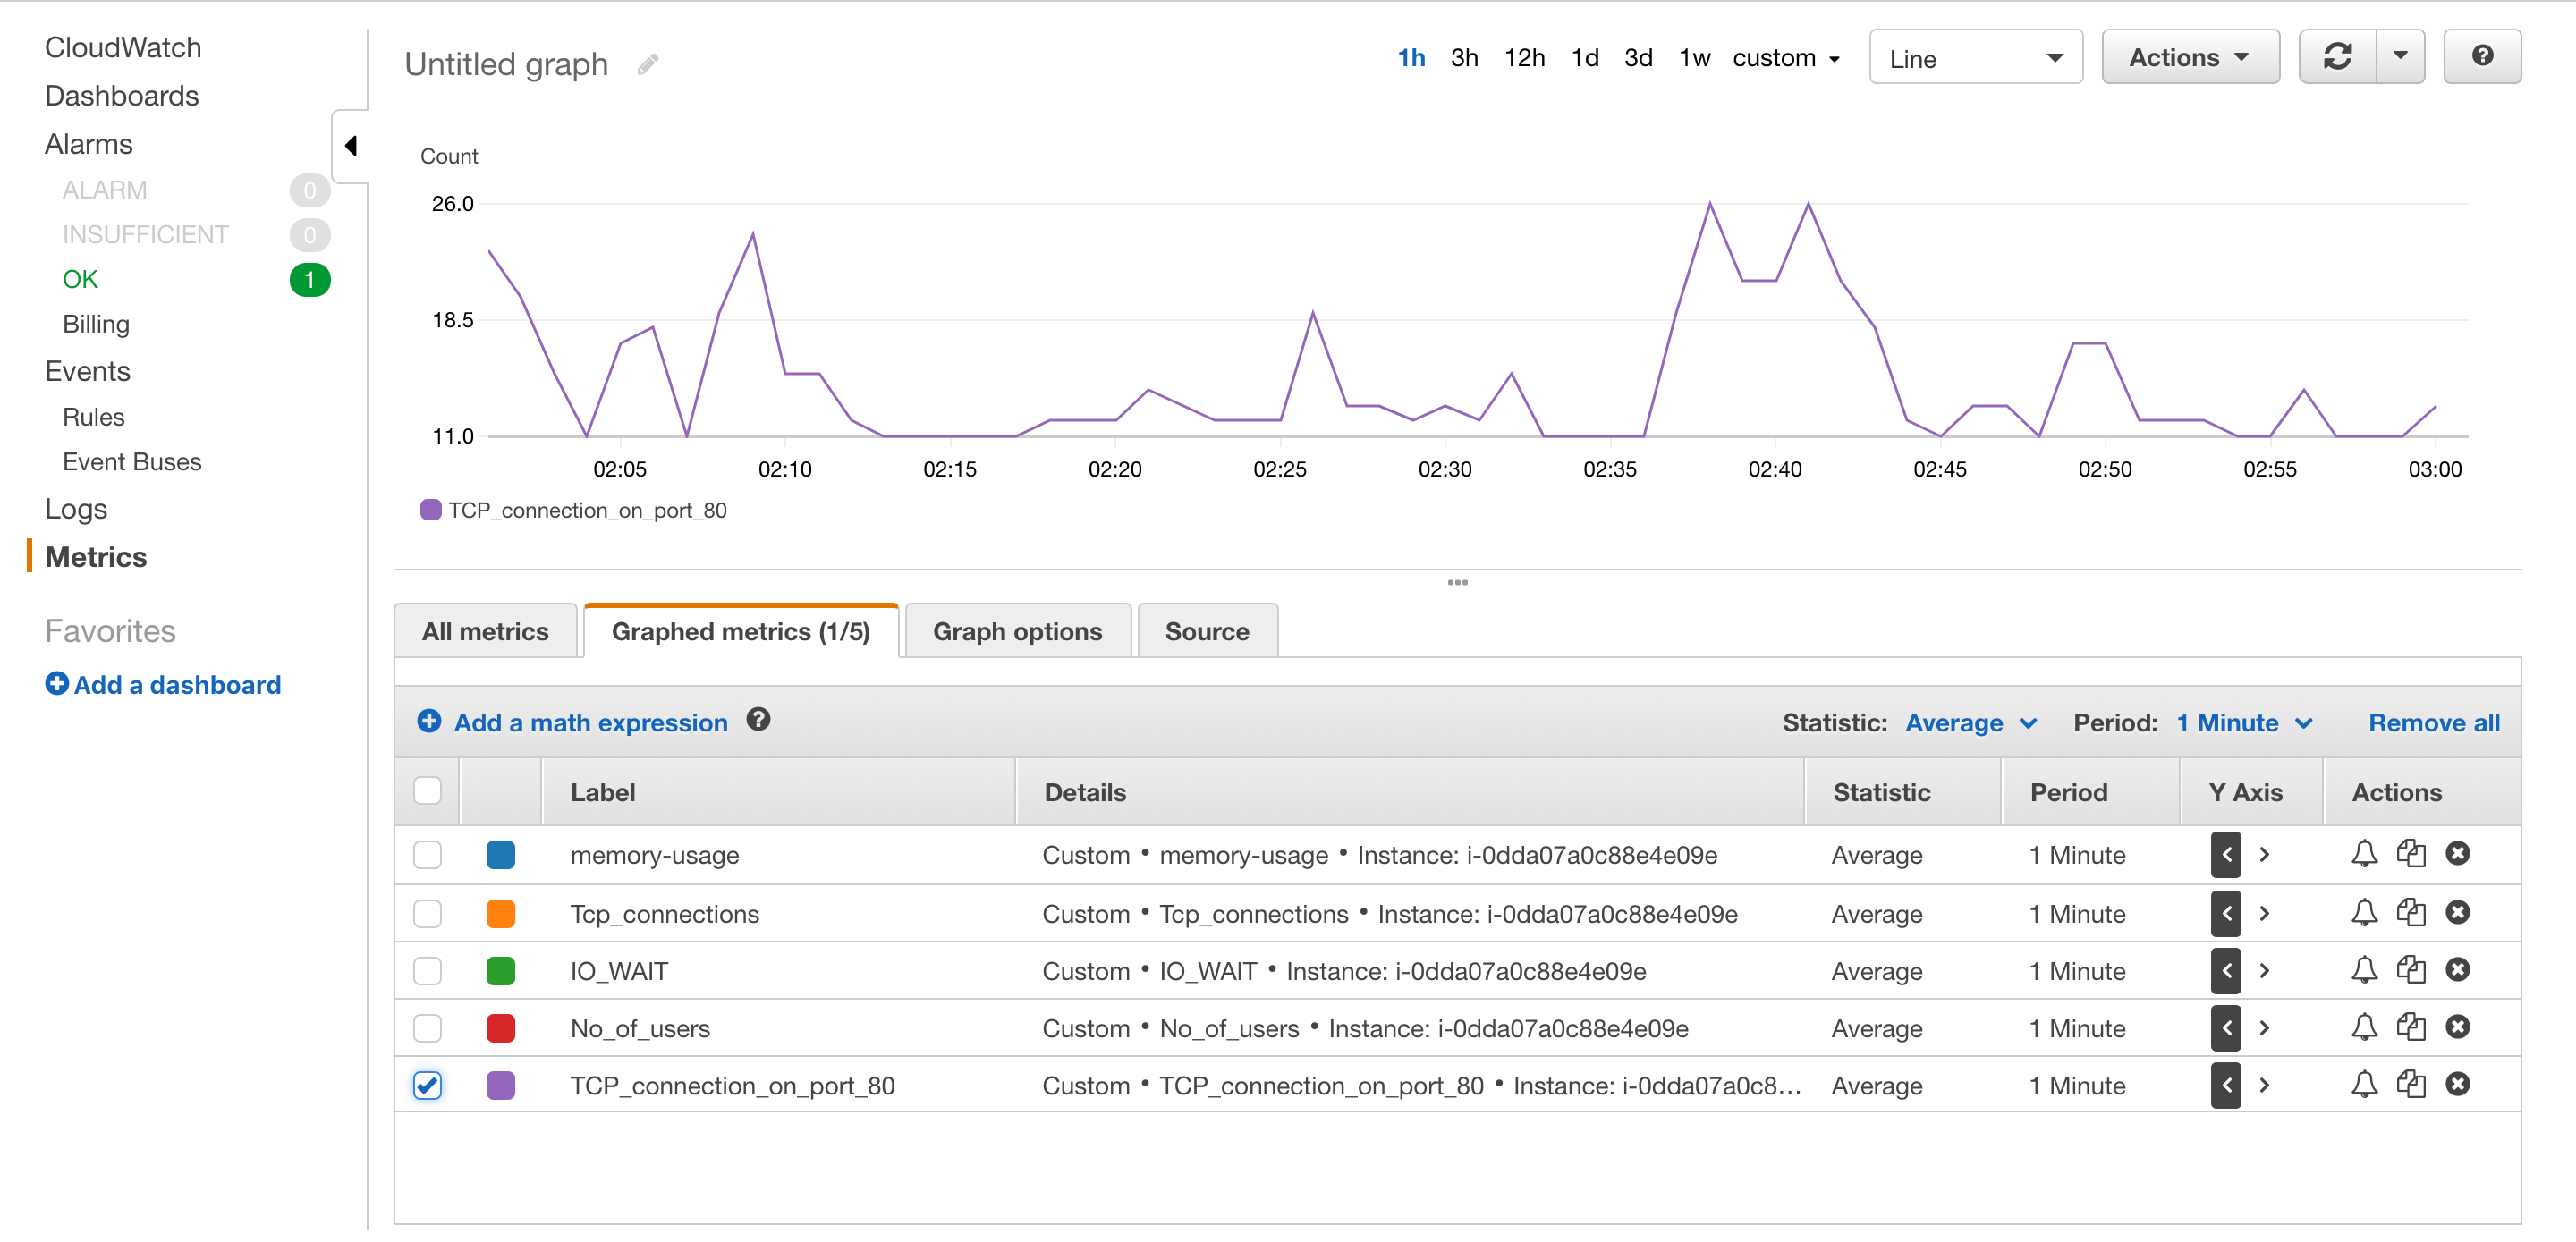 CloudWatch
Dashboards
Alarms
ALARM 0
INSUFFICIENT 0
OK 1
Billing
Events
Rules
Event Buses
Logs
Metrics
Favorites
Add a dashboard
Untitled graph
1h 3h 12h 1d 3d 1w custom Line Actions
Count
26.0
18.5
11.0
02:05 02:10 02:15 02:20 02:25 02:30 02:35 02:40 02:45 02:50 02:55 03:00
TCP_connection_on_port_80
All metrics Graphed metrics (1/5) Graph options Source
Add a math expression Statistic: Average Period: 1 Minute Remove all
Label Details Statistic Period Y Axis Actions
memory-usage Custom • memory-usage • Instance: i-0dda07a0c88e4e09e Average 1 Minute
Tcp_connections Custom • Tcp_connections • Instance: i-0dda07a0c88e4e09e Average 1 Minute
IO_WAIT Custom • IO_WAIT • Instance: i-0dda07a0c88e4e09e Average 1 Minute
No_of_users Custom • No_of_users • Instance: i-0dda07a0c88e4e09e Average 1 Minute
TCP_connection_on_port_80 Custom • TCP_connection_on_port_80 • Instance: i-0dda07a0c8... Average 1 Minute